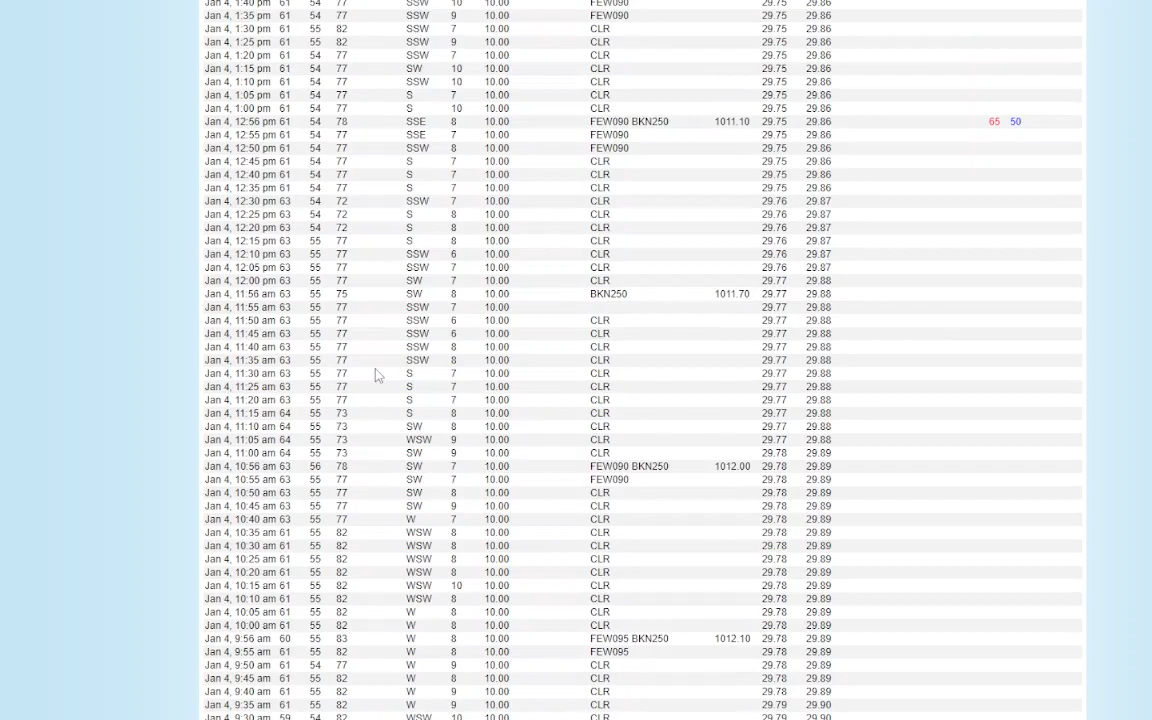 Jan 4, 1:40 pm 61 54 77 SSW 10 10.00 FEW090 29.75 29.86
Jan 4, 1:35 pm 61 54 77 SSW 9 10.00 FEW090 29.75 29.86
Jan 4, 1:30 pm 61 55 82 SSW 7 10.00 CLR 29.75 29.86
Jan 4, 1:25 pm 61 55 82 SSW 9 10.00 CLR 29.75 29.86
Jan 4, 1:20 pm 61 54 77 SSW 7 10.00 CLR 29.75 29.86
Jan 4, 1:15 pm 61 54 77 SW 10 10.00 CLR 29.75 29.86
Jan 4, 1:10 pm 61 54 77 SSW 10 10.00 CLR 29.75 29.86
Jan 4, 1:05 pm 61 54 77 S 7 10.00 CLR 29.75 29.86
Jan 4, 1:00 pm 61 54 77 S 10 10.00 CLR 29.75 29.86
Jan 4, 12:56 pm 61 54 78 SSE 8 10.00 FEW090 BKN250 1011.10 29.75 29.86 65 50
Jan 4, 12:55 pm 61 54 77 SSE 7 10.00 FEW090 29.75 29.86
Jan 4, 12:50 pm 61 54 77 SSW 8 10.00 FEW090 29.75 29.86
Jan 4, 12:45 pm 61 54 77 S 7 10.00 CLR 29.75 29.86
Jan 4, 12:40 pm 61 54 77 S 7 10.00 CLR 29.75 29.86
Jan 4, 12:35 pm 61 54 77 S 7 10.00 CLR 29.75 29.86
Jan 4, 12:30 pm 63 54 72 SSW 7 10.00 CLR 29.76 29.87
Jan 4, 12:25 pm 63 54 72 S 8 10.00 CLR 29.76 29.87
Jan 4, 12:20 pm 63 54 72 S 8 10.00 CLR 29.76 29.87
Jan 4, 12:15 pm 63 55 77 S 8 10.00 CLR 29.76 29.87
Jan 4, 12:10 pm 63 55 77 SSW 6 10.00 CLR 29.76 29.87
Jan 4, 12:05 pm 63 55 77 SSW 7 10.00 CLR 29.76 29.87
Jan 4, 12:00 pm 63 55 77 SW 7 10.00 CLR 29.77 29.88
Jan 4, 11:56 am 63 55 75 SW 8 10.00 BKN250 1011.70 29.77 29.88
Jan 4, 11:55 am 63 55 77 SSW 7 10.00 29.77 29.88
Jan 4, 11:50 am 63 55 77 SSW 6 10.00 CLR 29.77 29.88
Jan 4, 11:45 am 63 55 77 SSW 6 10.00 CLR 29.77 29.88
Jan 4, 11:40 am 63 55 77 SSW 8 10.00 CLR 29.77 29.88
Jan 4, 11:35 am 63 55 77 SSW 8 10.00 CLR 29.77 29.88
Jan 4, 11:30 am 63 55 77 S 7 10.00 CLR 29.77 29.88
Jan 4, 11:25 am 63 55 77 S 7 10.00 CLR 29.77 29.88
Jan 4, 11:20 am 63 55 77 S 7 10.00 CLR 29.77 29.88
Jan 4, 11:15 am 64 55 73 S 8 10.00 CLR 29.77 29.88
Jan 4, 11:10 am 64 55 73 SW 8 10.00 CLR 29.77 29.88
Jan 4, 11:05 am 64 55 73 WSW 9 10.00 CLR 29.77 29.88
Jan 4, 11:00 am 64 55 73 SW 9 10.00 CLR 29.78 29.89
Jan 4, 10:56 am 63 56 78 SW 7 10.00 FEW090 BKN250 1012.00 29.78 29.89
Jan 4, 10:55 am 63 55 77 SW 7 10.00 FEW090 29.78 29.89
Jan 4, 10:50 am 63 55 77 SW 8 10.00 CLR 29.78 29.89
Jan 4, 10:45 am 63 55 77 SW 9 10.00 CLR 29.78 29.89
Jan 4, 10:40 am 63 55 77 W 7 10.00 CLR 29.78 29.89
Jan 4, 10:35 am 61 55 82 WSW 8 10.00 CLR 29.78 29.89
Jan 4, 10:30 am 61 55 82 WSW 8 10.00 CLR 29.78 29.89
Jan 4, 10:25 am 61 55 82 WSW 8 10.00 CLR 29.78 29.89
Jan 4, 10:20 am 61 55 82 WSW 8 10.00 CLR 29.78 29.89
Jan 4, 10:15 am 61 55 82 WSW 10 10.00 CLR 29.78 29.89
Jan 4, 10:10 am 61 55 82 WSW 8 10.00 CLR 29.78 29.89
Jan 4, 10:05 am 61 55 82 W 8 10.00 CLR 29.78 29.89
Jan 4, 10:00 am 61 55 82 W 8 10.00 CLR 29.78 29.89
Jan 4, 9:56 am 60 55 83 W 8 10.00 FEW095 BKN250 1012.10 29.78 29.89
Jan 4, 9:55 am 61 55 82 W 8 10.00 FEW095 29.78 29.89
Jan 4, 9:50 am 61 54 77 W 9 10.00 CLR 29.78 29.89
Jan 4, 9:45 am 61 55 82 W 8 10.00 CLR 29.78 29.89
Jan 4, 9:40 am 61 55 82 W 9 10.00 CLR 29.78 29.89
Jan 4, 9:35 am 61 55 82 W 9 10.00 CLR 29.79 29.90
Jan 4, 9:30 am 59 54 82 WSW 10 10.00 CLR 29.79 29.90